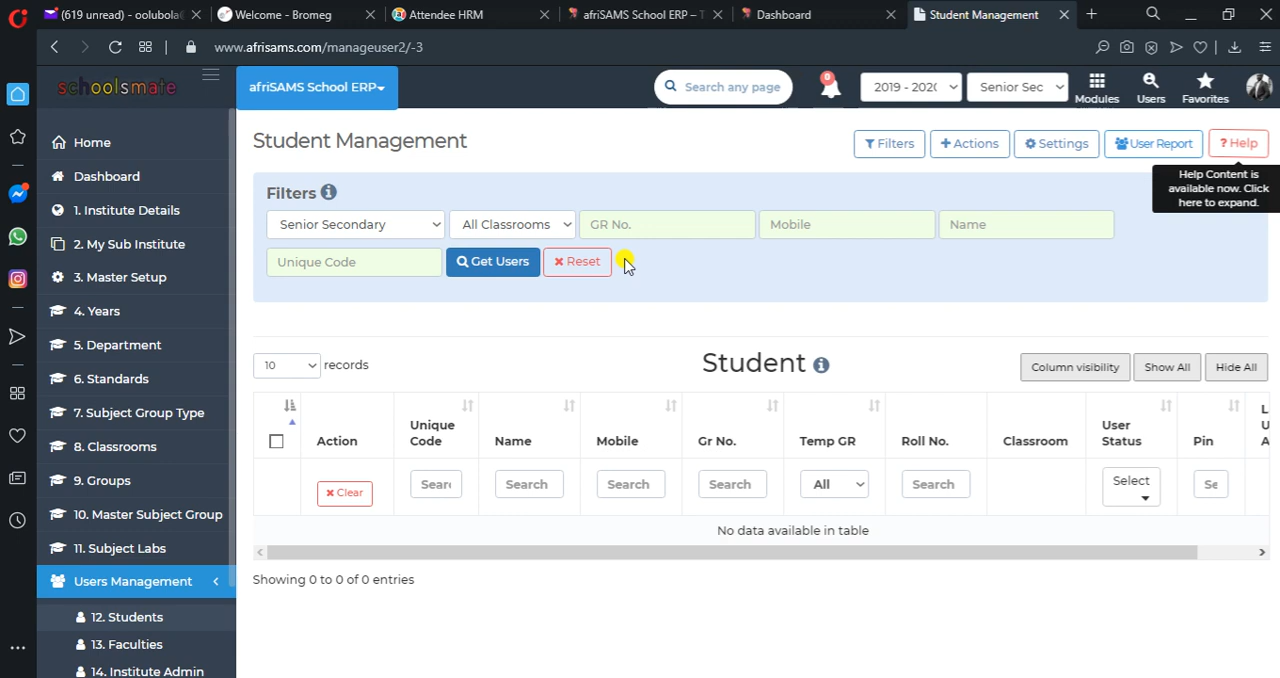 (619 unread) - oolubola
Welcome - Bromeg
Attendee HRM
afriSAMS School ERP - T
Dashboard
Student Management
www.afrisams.com/manageuser2/-3
schoolsmate
afriSAMS School ERP
Search any page
0
2019 - 202(
Senior Sec
Modules
Users
Favorites
Student Management
Filters
+Actions
Settings
User Report
? Help
Help Content is
available now. Click
here to expand.
Home
Dashboard
1. Institute Details
2. My Sub Institute
3. Master Setup
4. Years
5. Department
6. Standards
7. Subject Group Type
8. Classrooms
9. Groups
10. Master Subject Group
11. Subject Labs
Users Management
12. Students
13. Faculties
14. Institute Admin
Filters
Senior Secondary
All Classrooms
GR No.
Mobile
Name
Unique Code
Get Users
Reset
10
records
Student
Column visibility
Show All
Hide All
Action
Unique
Code
Name
Mobile
Gr No.
Temp GR
Roll No.
Classroom
User
Status
Pin
L
U
A
Clear
Sear
Search
Search
Search
All
Search
Select
Se
No data available in table
Showing 0 to 0 of 0 entries